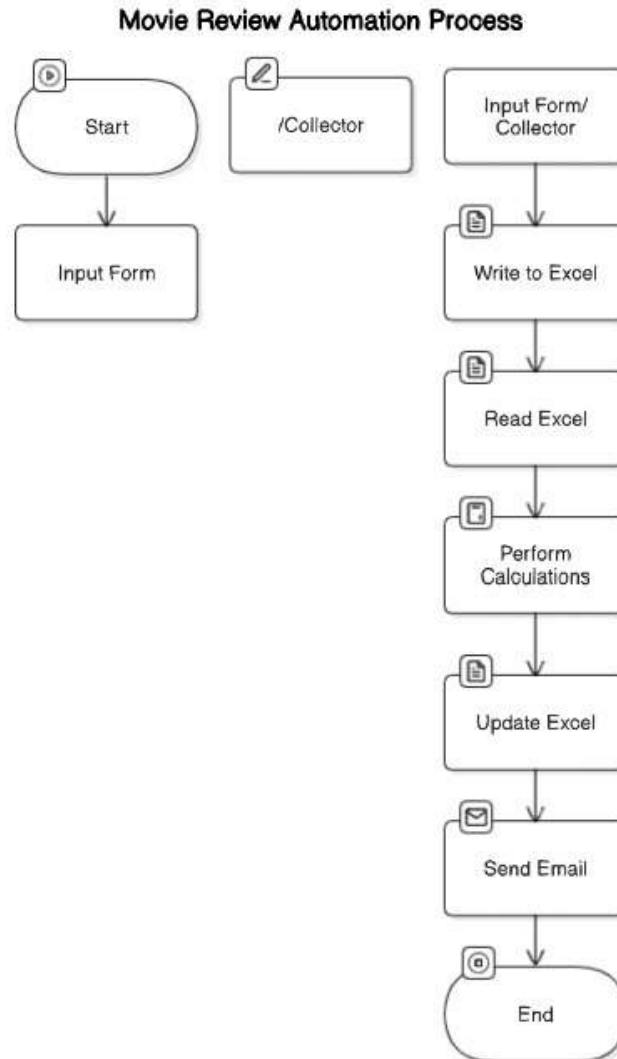 Movie Review Automation Process
Start
/Collector
Input Form/
Collector
Input Form
Write to Excel
Read Excel
Perform
Calculations
Update Excel
Send Email
End